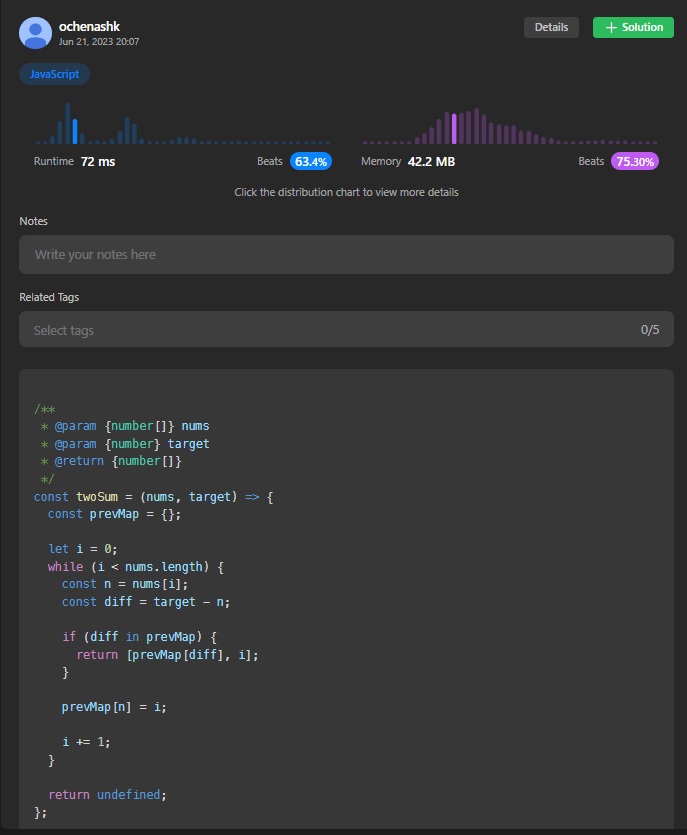 ochenashk
Jun 21, 2023 20:07
Details
+ Solution
JavaScript
Runtime 72 ms Beats 63.4%
Memory 42.2 MB Beats 75.30%
Click the distribution chart to view more details
Notes
Write your notes here
Related Tags
Select tags 0/5
/**
 * @param {number[]} nums
 * @param {number} target
 * @return {number[]}
 */
const twoSum = (nums, target) => {
  const prevMap = {};
  let i = 0;
  while (i < nums.length) {
    const n = nums[i];
    const diff = target - n;
    if (diff in prevMap) {
      return [prevMap[diff], i];
    }
    prevMap[n] = i;
    i += 1;
  }
  return undefined;
};